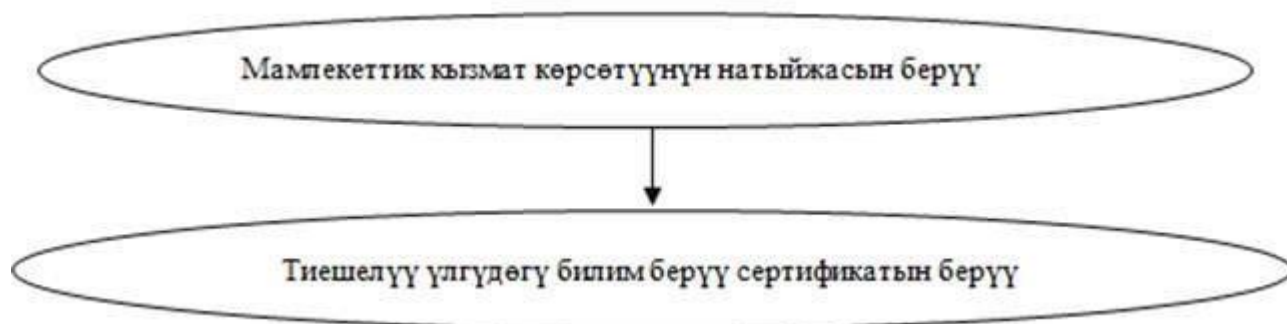 Мамлекеттик кызмат көрсөтүүнүн натыйжасын берүү
Тиешелүү үлгүдөгү билим берүү сертификатын берүү